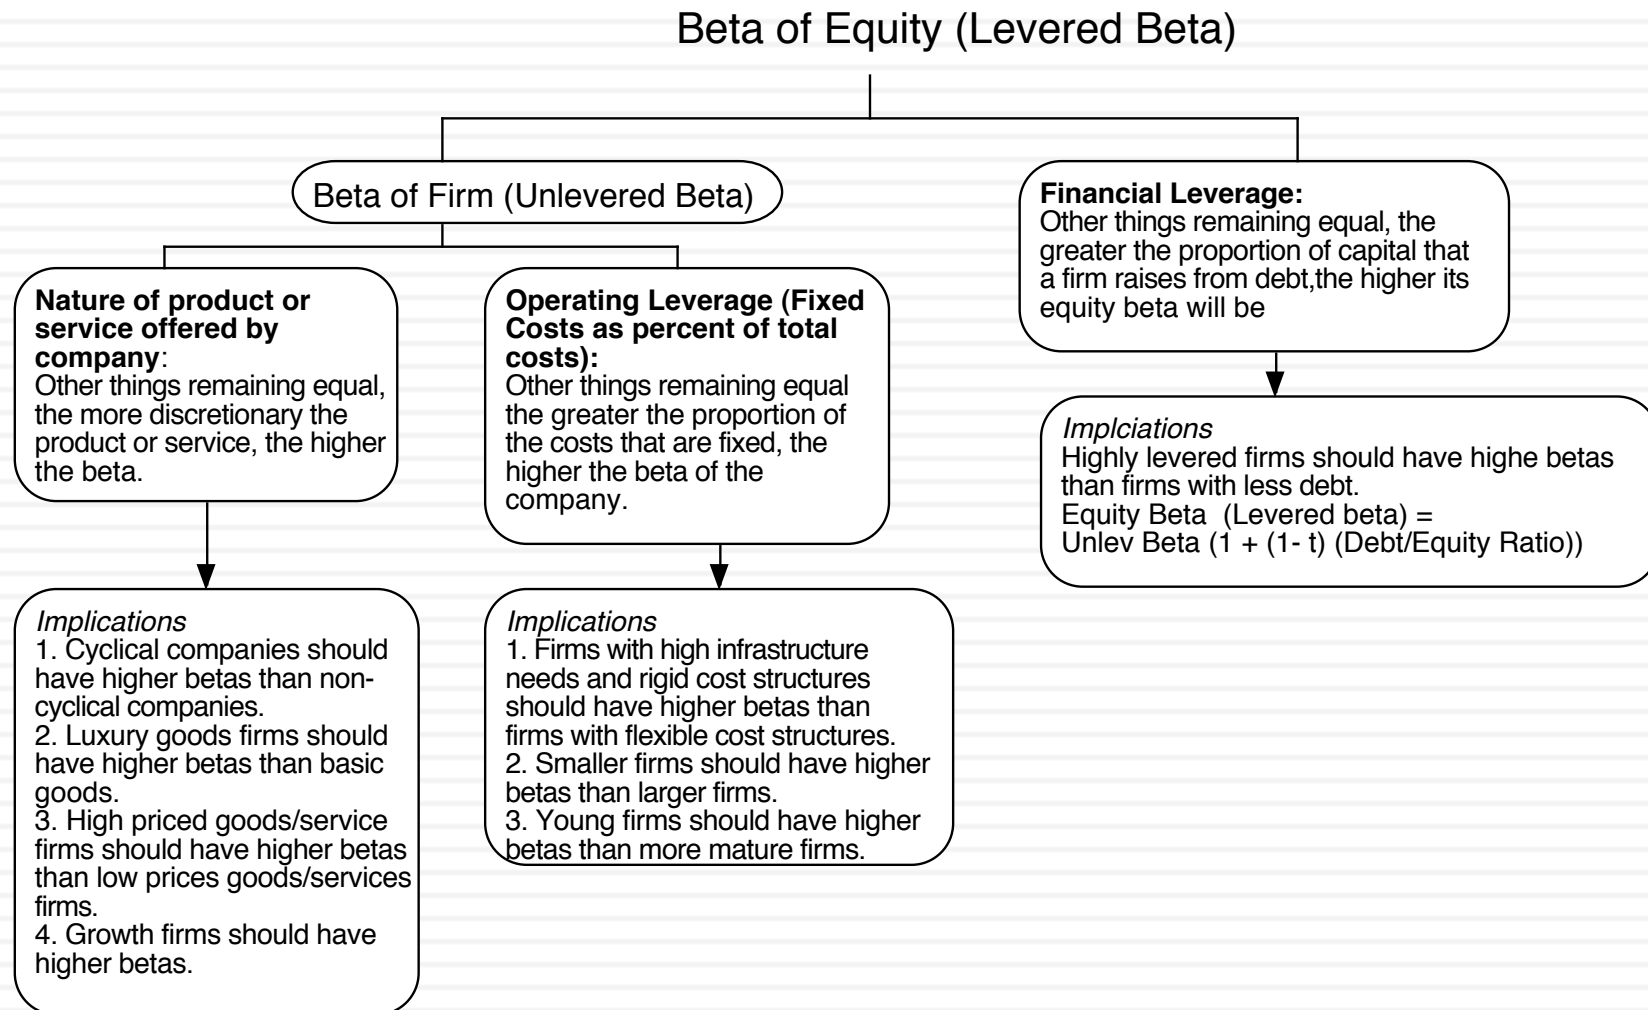 Beta of Equity (Levered Beta)
Beta of Firm (Unlevered Beta)
Nature of product or
service offered by
company:
Other things remaining equal,
the more discretionary the
product or service, the higher
the beta.
Operating Leverage (Fixed
Costs as percent of total
costs):
Other things remaining equal
the greater the proportion of
the costs that are fixed, the
higher the beta of the
company.
Financial Leverage:
Other things remaining equal, the
greater the proportion of capital that
a firm raises from debt,the higher its
equity beta will be
Implications
1. Cyclical companies should
have higher betas than non-
cyclical companies.
2. Luxury goods firms should
have higher betas than basic
goods.
3. High priced goods/service
firms should have higher betas
than low prices goods/services
firms.
4. Growth firms should have
higher betas.
Implications
1. Firms with high infrastructure
needs and rigid cost structures
should have higher betas than
firms with flexible cost structures.
2. Smaller firms should have higher
betas than larger firms.
3. Young firms should have higher
betas than more mature firms.
Implciations
Highly levered firms should have highe betas
than firms with less debt.
Equity Beta (Levered beta) =
Unlev Beta (1 + (1- t) (Debt/Equity Ratio))